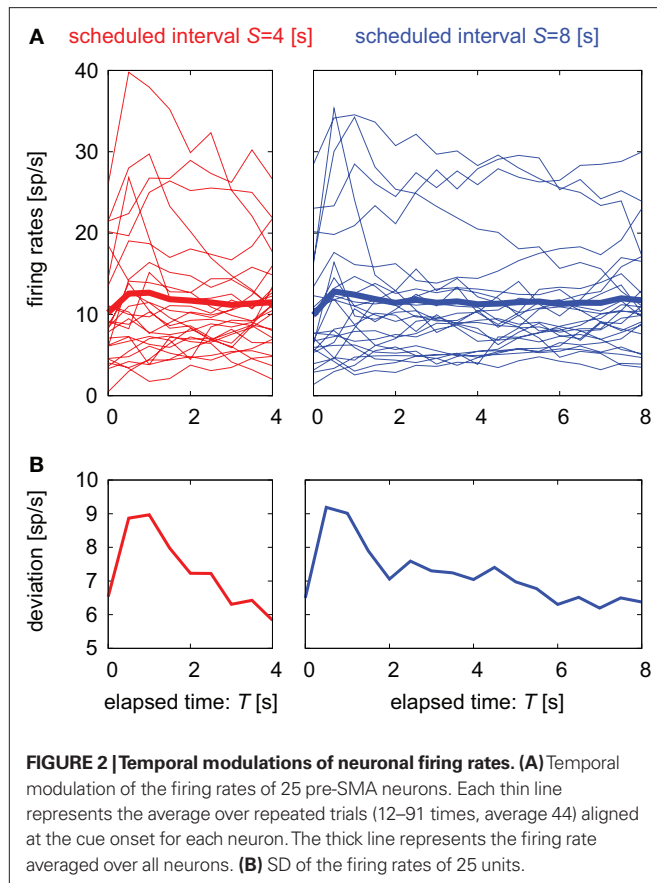 A scheduled interval S=4 [s] scheduled interval S=8 [s]
firing rates [sp/s]
40
30
20
10
0
0 2 4 0 2 4 6 8
B
deviation [sp/s]
10
9
8
7
6
5
0 2 4 0 2 4 6 8
elapsed time: T [s] elapsed time: T [s]
FIGURE 2 | Temporal modulations of neuronal firing rates. (A) Temporal
modulation of the firing rates of 25 pre-SMA neurons. Each thin line
represents the average over repeated trials (12–91 times, average 44) aligned
at the cue onset for each neuron. The thick line represents the firing rate
averaged over all neurons. (B) SD of the firing rates of 25 units.